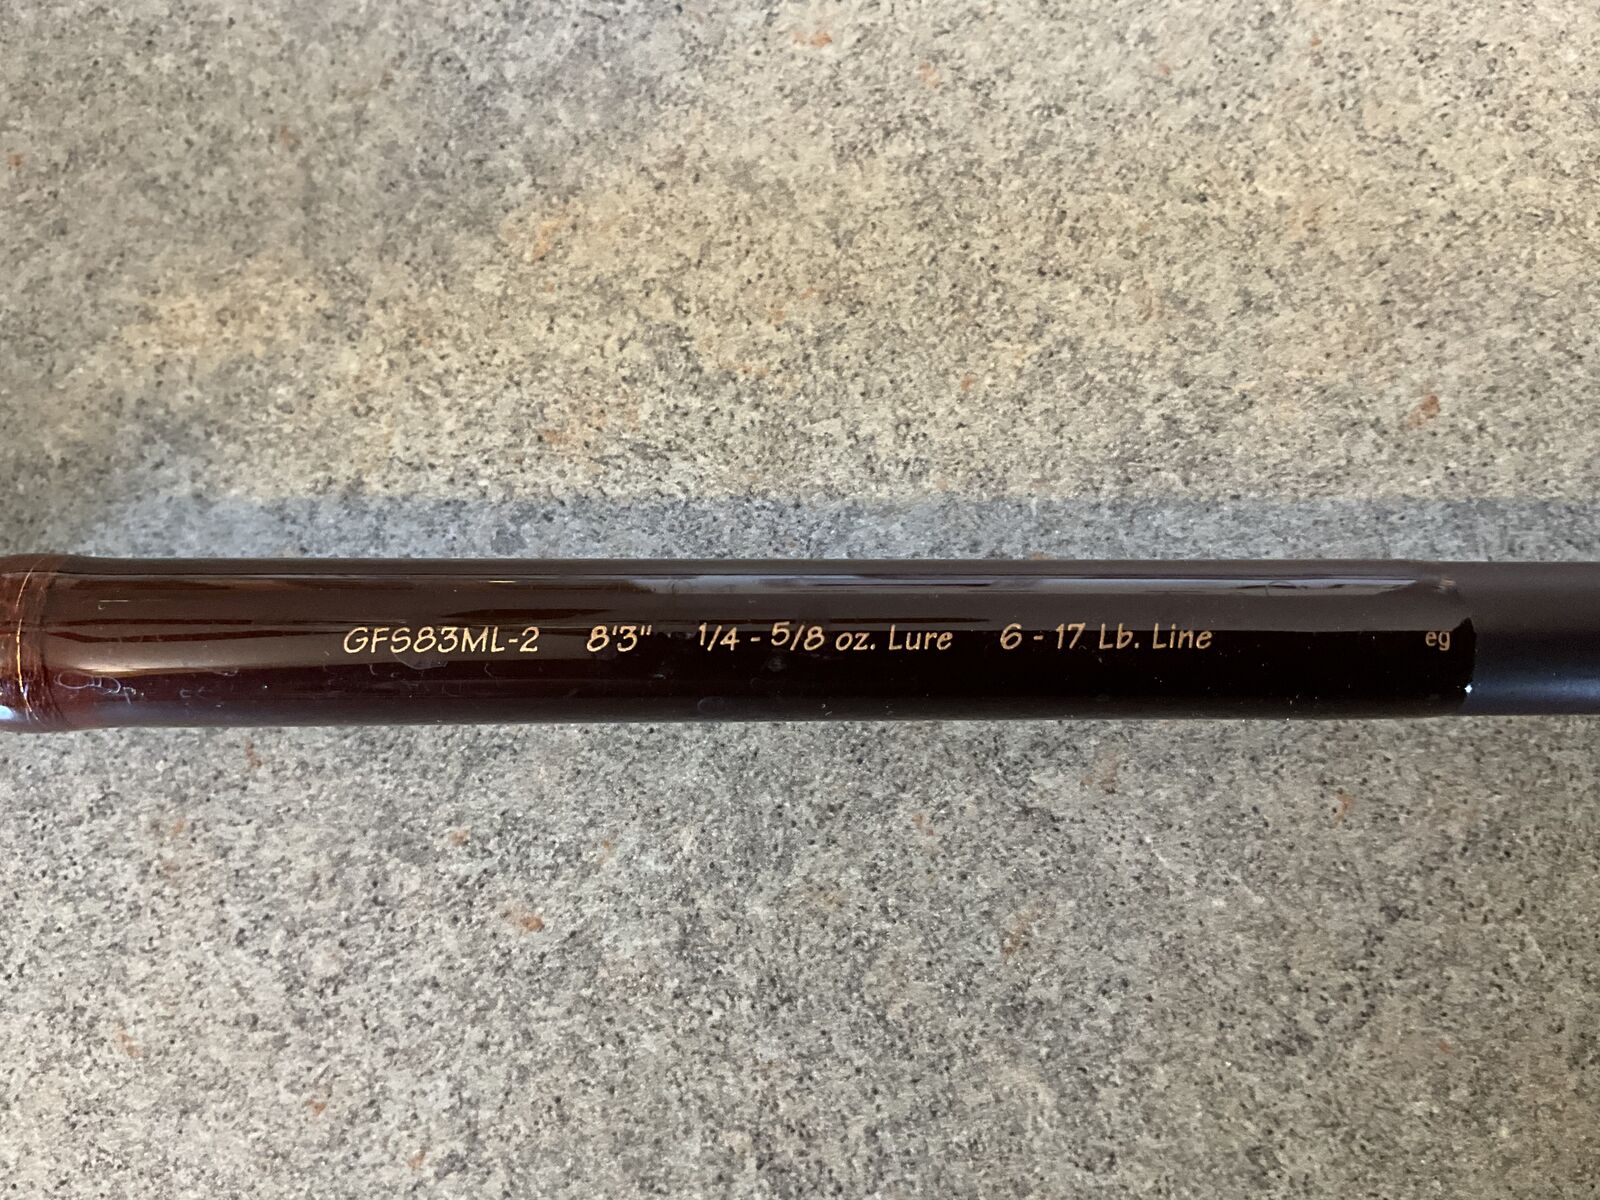 GFS83ML-2 8'3" 1/4 - 5/8 oz. Lure 6 - 17 Lb. Line eg